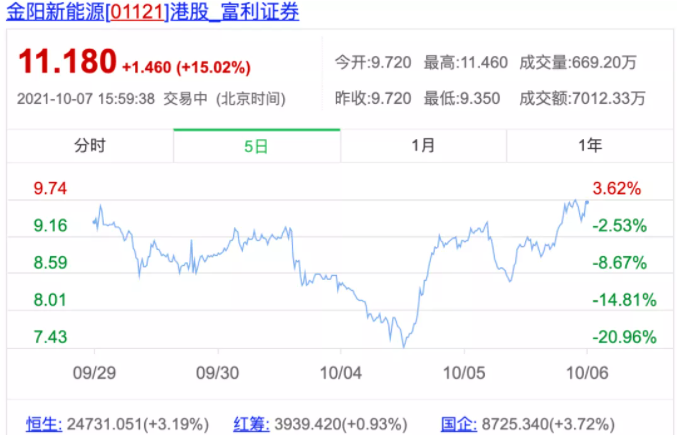 金阳新能源[01121]港股_富利证券
11.180 +1.460 (+15.02%)
今开:9.720 最高:11.460 成交量:669.20万
2021-10-07 15:59:38 交易中 (北京时间)
昨收:9.720 最低:9.350 成交额:7012.33万
分时 5日 1月 1年
9.74 3.62%
9.16 -2.53%
8.59 -8.67%
8.01 -14.81%
7.43 -20.96%
09/29 09/30 10/04 10/05 10/06
恒生: 24731.051(+3.19%) 红筹: 3939.420(+0.93%) 国企: 8725.340(+3.72%)